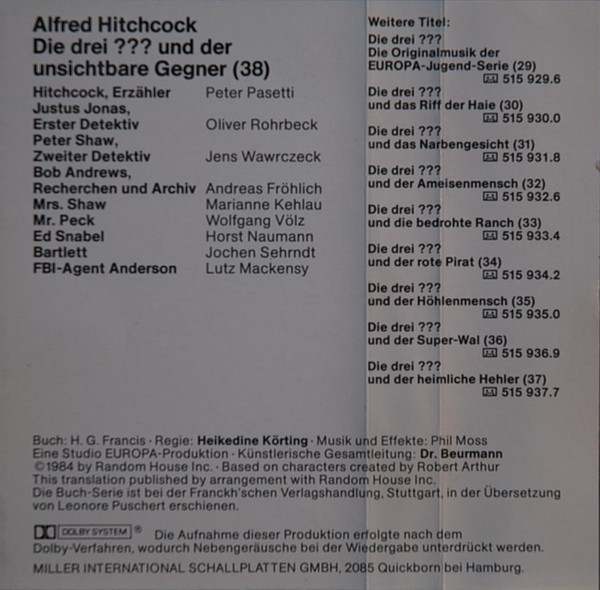 Alfred Hitchcock
Die drei ??? und der
unsichtbare Gegner (38)
Hitchcock, Erzähler Peter Pasetti
Justus Jonas,
Erster Detektiv Oliver Rohrbeck
Peter Shaw,
Zweiter Detektiv Jens Wawrczeck
Bob Andrews,
Recherchen und Archiv Andreas Fröhlich
Mrs. Shaw Marianne Kehlau
Mr. Peck Wolfgang Völz
Ed Snabel Horst Naumann
Bartlett Jochen Sehrndt
FBI-Agent Anderson Lutz Mackensy
Weitere Titel:
Die drei ???
Die Originalmusik der
EUROPA-Jugend-Serie (29)
515 929.6
Die drei ???
und das Riff der Haie (30)
515 930.0
Die drei ???
und das Narbengesicht (31)
515 931.8
Die drei ???
und der Ameisenmensch (32)
515 932.6
Die drei ???
und die bedrohte Ranch (33)
515 933.4
Die drei ???
und der rote Pirat (34)
515 934.2
Die drei ???
und der Höhlenmensch (35)
515 935.0
Die drei ???
und der Super-Wal (36)
515 936.9
Die drei ???
und der heimliche Hehler (37)
515 937.7
Buch: H. G. Francis · Regie: Heikedine Körting · Musik und Effekte: Phil Moss
Eine Studio EUROPA-Produktion · Künstlerische Gesamtleitung: Dr. Beurmann
©1984 by Random House Inc. · Based on characters created by Robert Arthur
This translation published by arrangement with Random House Inc.
Die Buch-Serie ist bei der Franckh'schen Verlagshandlung, Stuttgart, in der Übersetzung
von Leonore Puschert erschienen.
DOLBY SYSTEM ® Die Aufnahme dieser Produktion erfolgte nach dem
Dolby-Verfahren, wodurch Nebengeräusche bei der Wiedergabe unterdrückt werden.
MILLER INTERNATIONAL SCHALLPLATTEN GMBH, 2085 Quickborn bei Hamburg.